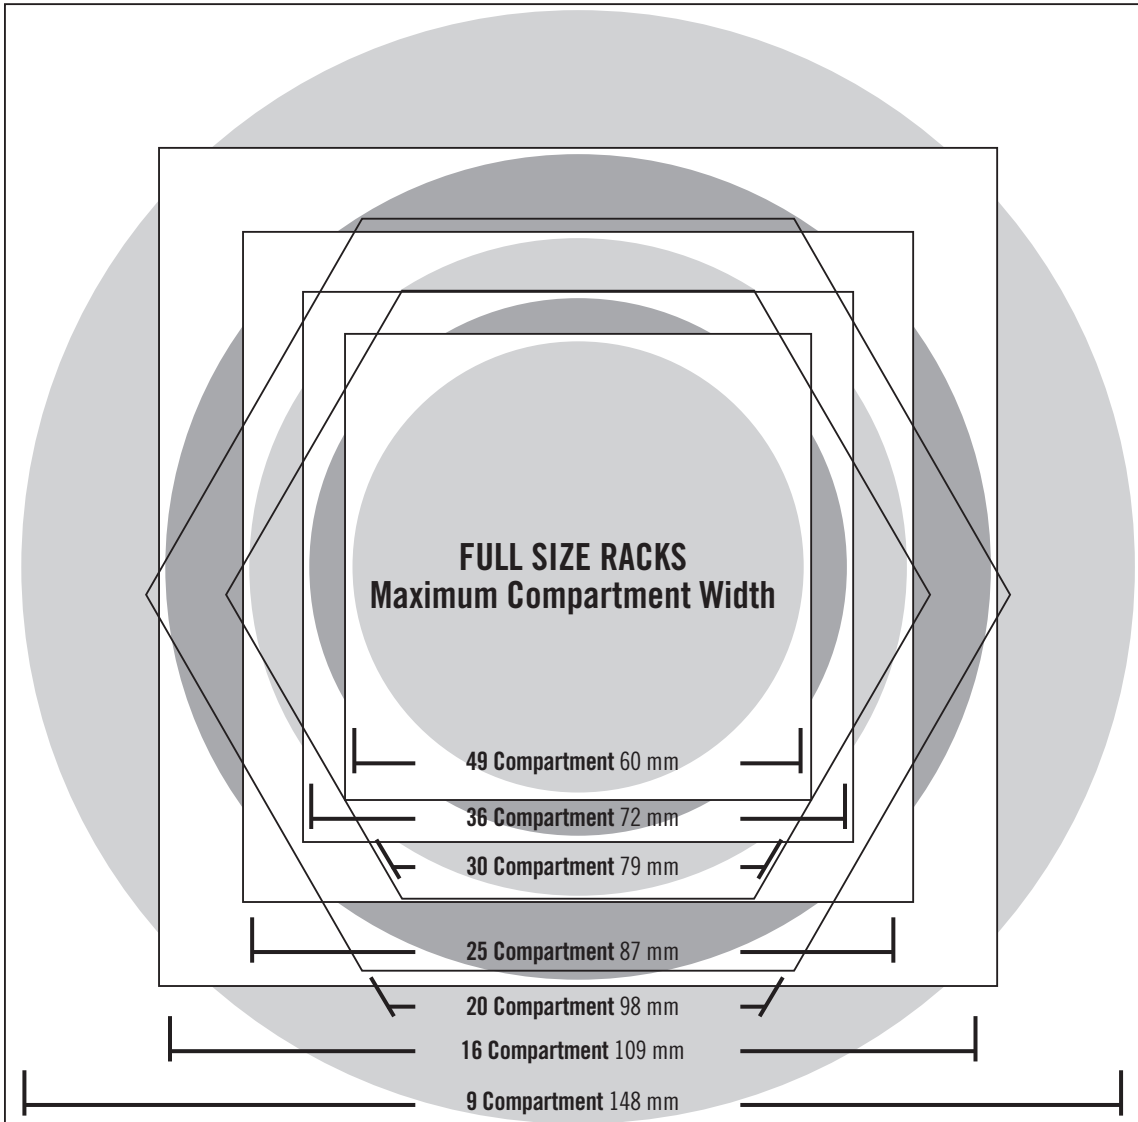 FULL SIZE RACKS
Maximum Compartment Width
49 Compartment 60 mm
36 Compartment 72 mm
30 Compartment 79 mm
25 Compartment 87 mm
20 Compartment 98 mm
16 Compartment 109 mm
9 Compartment 148 mm